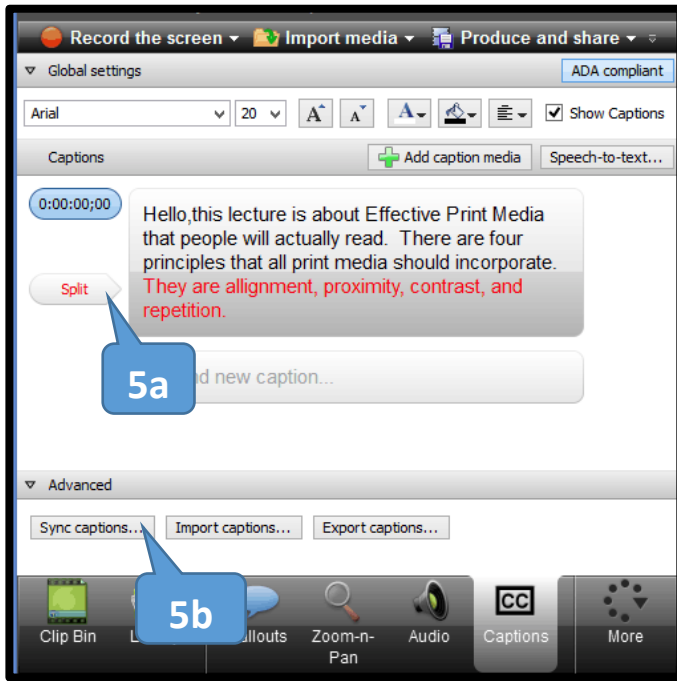 Record the screen Import media Produce and share
Global settings ADA compliant
Arial 20 A A A Show Captions
Captions Add caption media Speech-to-text...
0:00:00;00
Hello,this lecture is about Effective Print Media
that people will actually read. There are four
principles that all print media should incorporate.
Split They are allignment, proximity, contrast, and
repetition.
5a
new caption...
Advanced
Sync captions... Import captions... Export captions...
5b
CC
Clip Bin Zoom-n- Audio Captions More
Pan